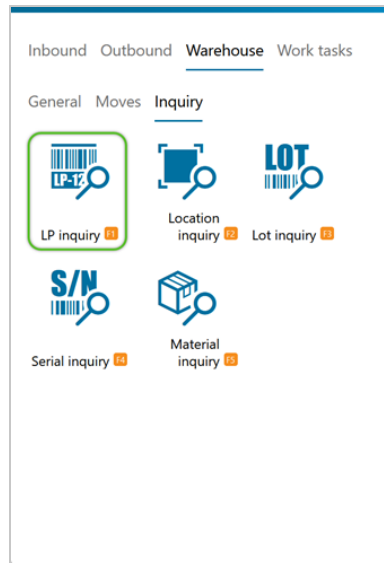 Inbound Outbound Warehouse Work tasks
General Moves Inquiry
LP-12
LOT
LP inquiry F1
Location
inquiry F2
Lot inquiry F3
S/N
Serial inquiry F4
Material
inquiry F5